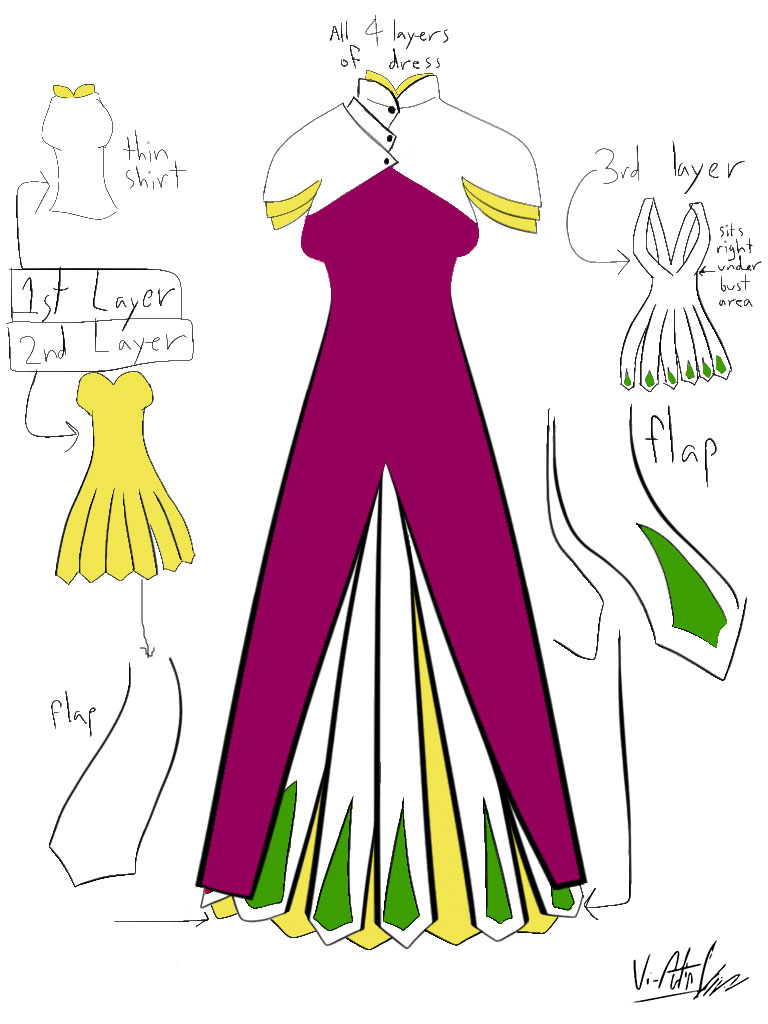 All 4 layers
of dress
thin
shirt
1st Layer
2nd Layer
flap
3rd layer
sits
right
under
bust
area
flap